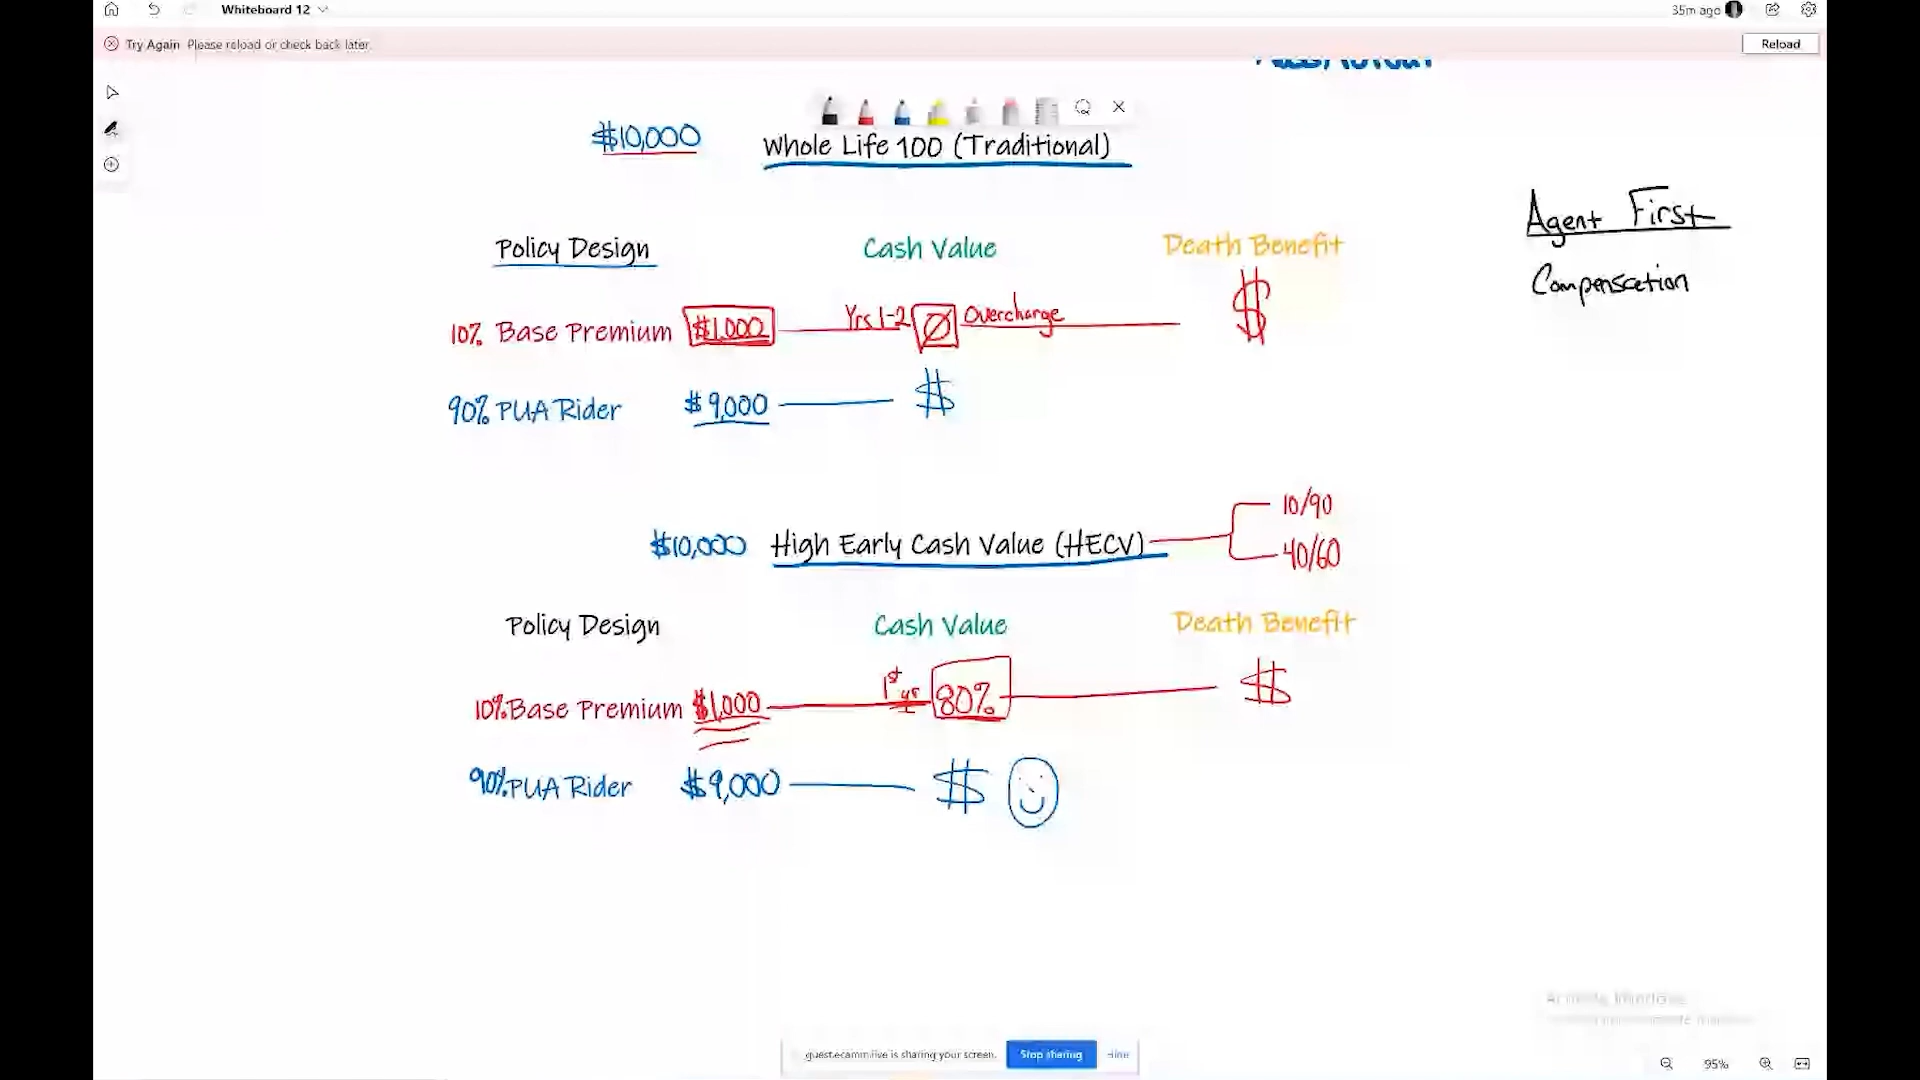 Whiteboard 12
35m ago
Try Again Please reload or check back later.
Reload
$10,000 Whole Life 100 (Traditional)
Agent First
Compenscetion
Policy Design Cash Value Death Benefit
10% Base Premium $1,000 Yrs 1-2 Ø Overcharge $
90% PUA Rider $9,000 $
$10,000 High Early Cash Value (HECV) 10/90
40/60
Policy Design Cash Value Death Benefit
10% Base Premium $1,000 1st yr 80% $
90% PUA Rider $9,000 $
guest.ecamm.live is sharing your screen. Stop sharing Hide
95%